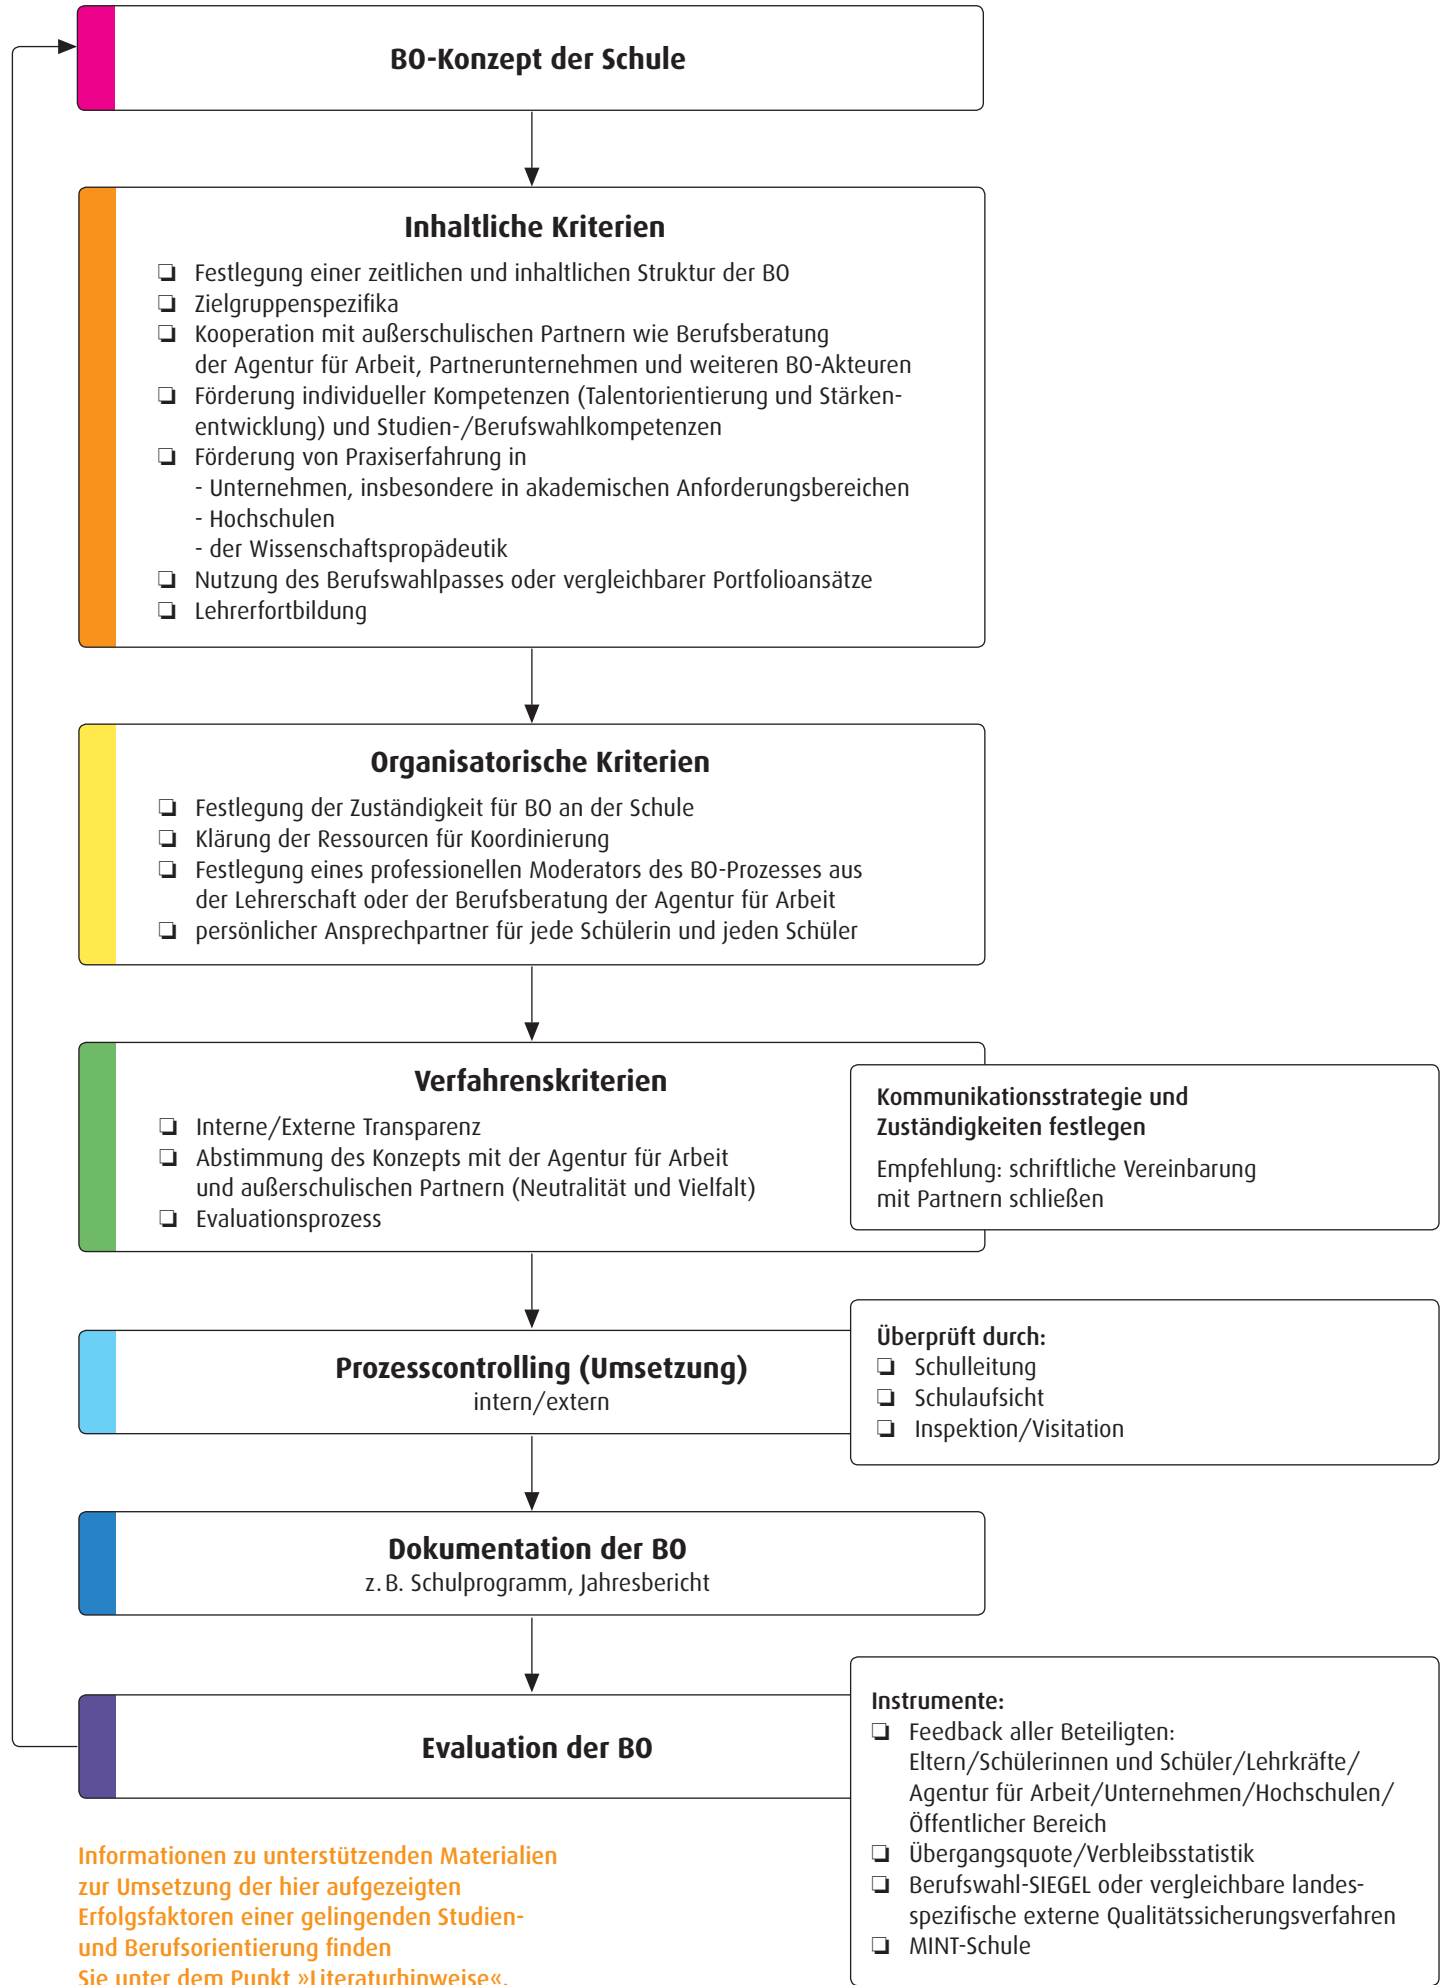 BO-Konzept der Schule
Inhaltliche Kriterien
❏ Festlegung einer zeitlichen und inhaltlichen Struktur der BO
❏ Zielgruppenspezifika
❏ Kooperation mit außerschulischen Partnern wie Berufsberatung
der Agentur für Arbeit, Partnerunternehmen und weiteren BO-Akteuren
❏ Förderung individueller Kompetenzen (Talentorientierung und Stärken-
entwicklung) und Studien-/Berufswahlkompetenzen
❏ Förderung von Praxiserfahrung in
- Unternehmen, insbesondere in akademischen Anforderungsbereichen
- Hochschulen
- der Wissenschaftspropädeutik
❏ Nutzung des Berufswahlpasses oder vergleichbarer Portfolioansätze
❏ Lehrerfortbildung
Organisatorische Kriterien
❏ Festlegung der Zuständigkeit für BO an der Schule
❏ Klärung der Ressourcen für Koordinierung
❏ Festlegung eines professionellen Moderators des BO-Prozesses aus
der Lehrerschaft oder der Berufsberatung der Agentur für Arbeit
❏ persönlicher Ansprechpartner für jede Schülerin und jeden Schüler
Verfahrenskriterien
❏ Interne/Externe Transparenz
❏ Abstimmung des Konzepts mit der Agentur für Arbeit
und außerschulischen Partnern (Neutralität und Vielfalt)
❏ Evaluationsprozess
Kommunikationsstrategie und
Zuständigkeiten festlegen
Empfehlung: schriftliche Vereinbarung
mit Partnern schließen
Prozesscontrolling (Umsetzung)
intern/extern
Überprüft durch:
❏ Schulleitung
❏ Schulaufsicht
❏ Inspektion/Visitation
Dokumentation der BO
z. B. Schulprogramm, Jahresbericht
Evaluation der BO
Instrumente:
❏ Feedback aller Beteiligten:
Eltern/Schülerinnen und Schüler/Lehrkräfte/
Agentur für Arbeit/Unternehmen/Hochschulen/
Öffentlicher Bereich
❏ Übergangsquote/Verbleibsstatistik
❏ Berufswahl-SIEGEL oder vergleichbare landes-
spezifische externe Qualitätssicherungsverfahren
❏ MINT-Schule
Informationen zu unterstützenden Materialien
zur Umsetzung der hier aufgezeigten
Erfolgsfaktoren einer gelingenden Studien-
und Berufsorientierung finden
Sie unter dem Punkt »Literaturhinweise«.